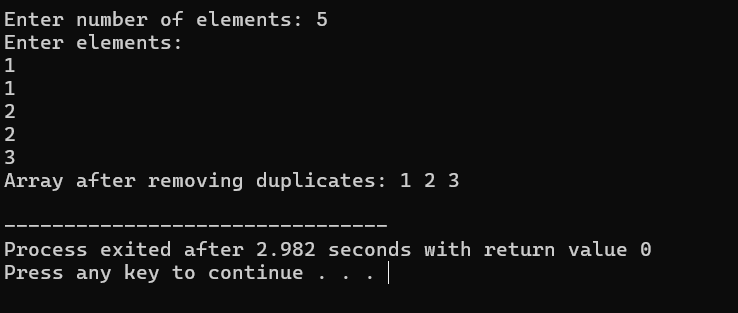 Enter number of elements: 5
Enter elements:
1
1
2
2
3
Array after removing duplicates: 1 2 3
--------------------------------
Process exited after 2.982 seconds with return value 0
Press any key to continue . . .